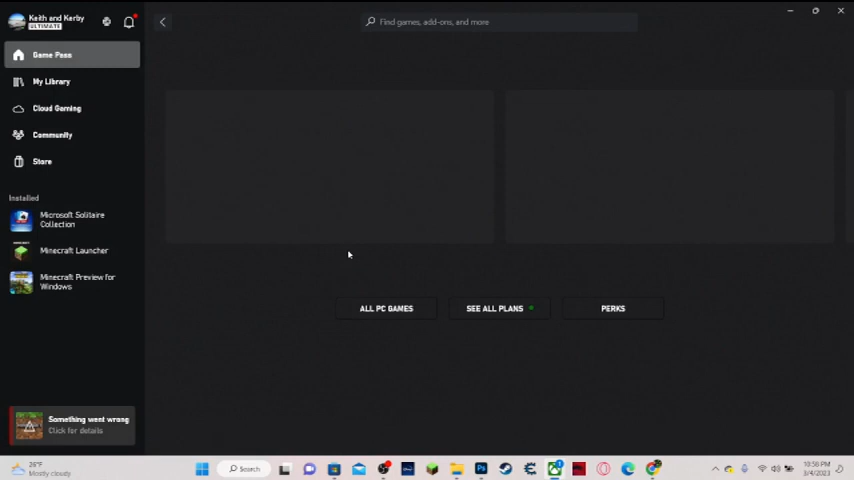 Keith and Kerby
ULTIMATE
Find games, add-ons, and more
Game Pass
My Library
Cloud Gaming
Community
Store
Installed
Microsoft Solitaire
Collection
Minecraft Launcher
Minecraft Preview for
Windows
ALL PC GAMES
SEE ALL PLANS
PERKS
Something went wrong
Click for details
26°F
Mostly cloudy
Search
10:56 PM
3/4/2023